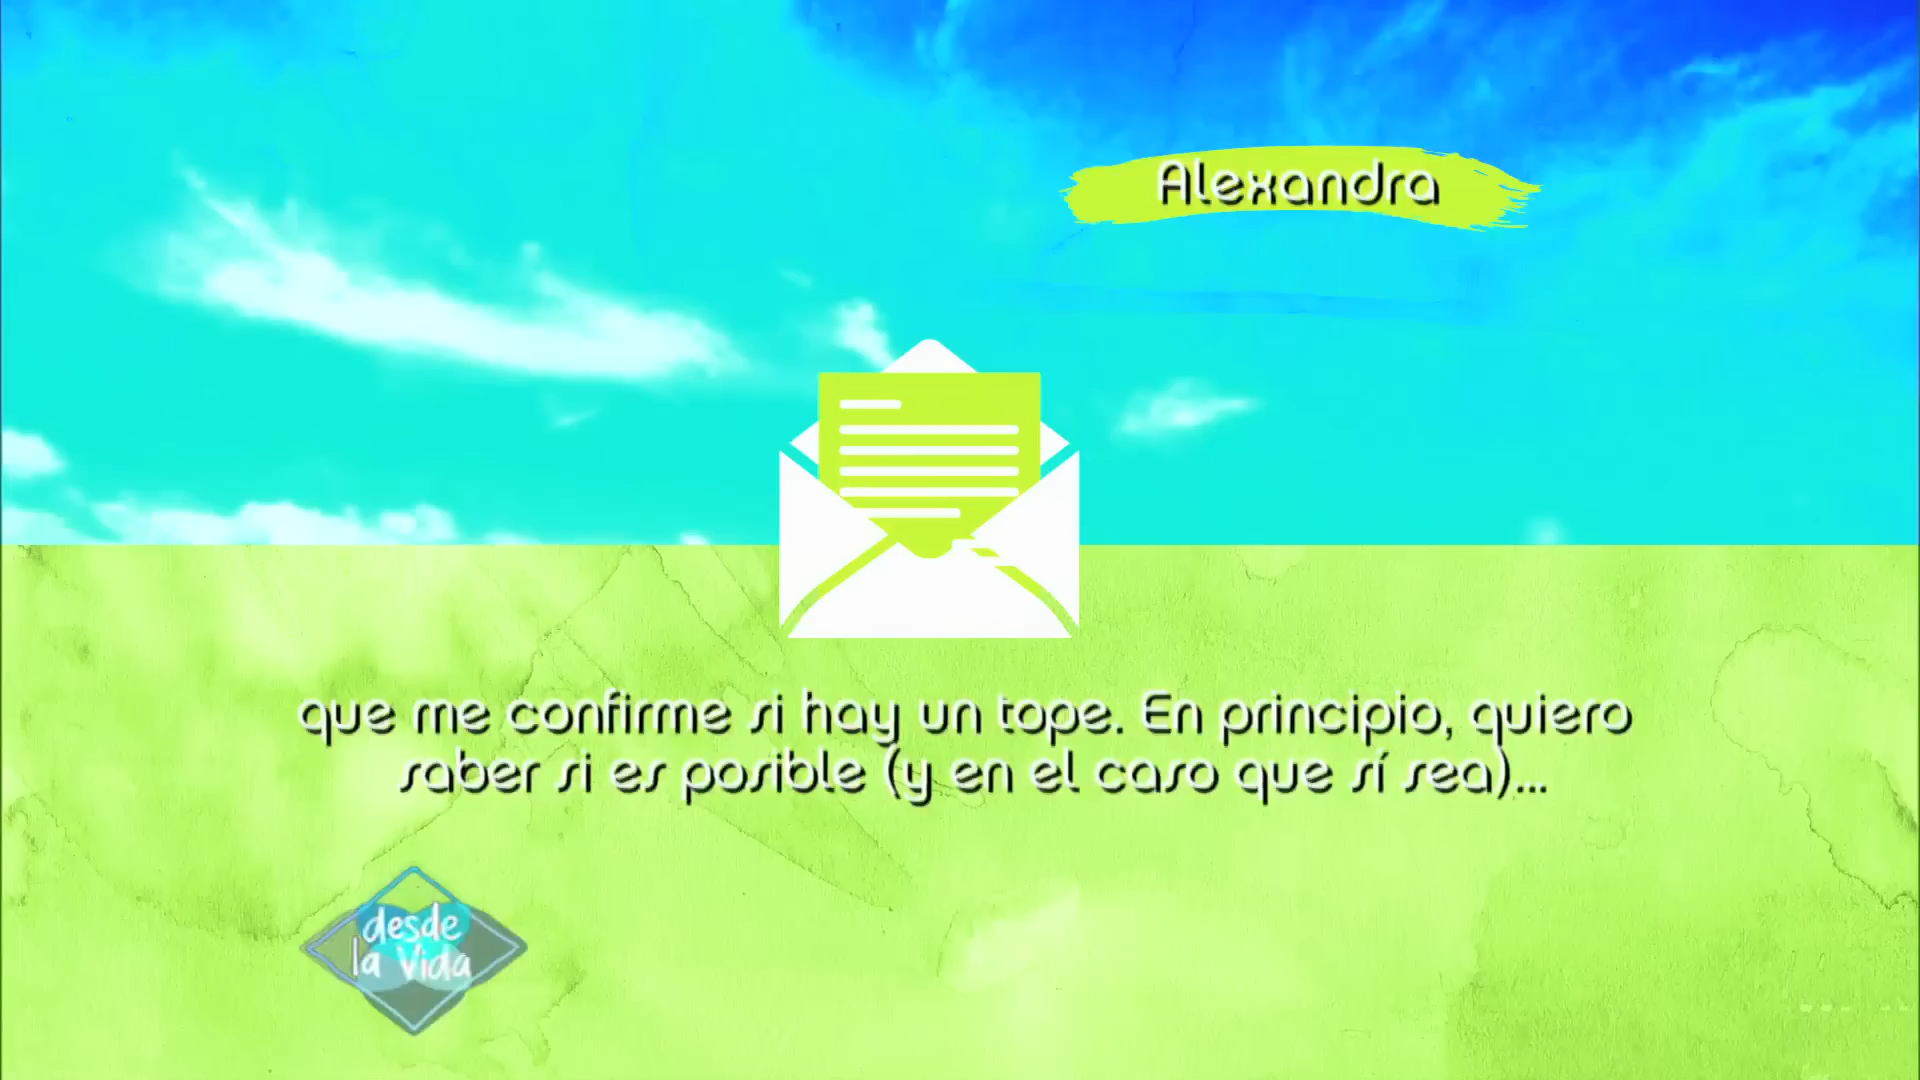 Alexandra
que me confirme si hay un tope. En principio, quiero
saber si es posible (y en el caso que sí sea)...
desde
la Vida